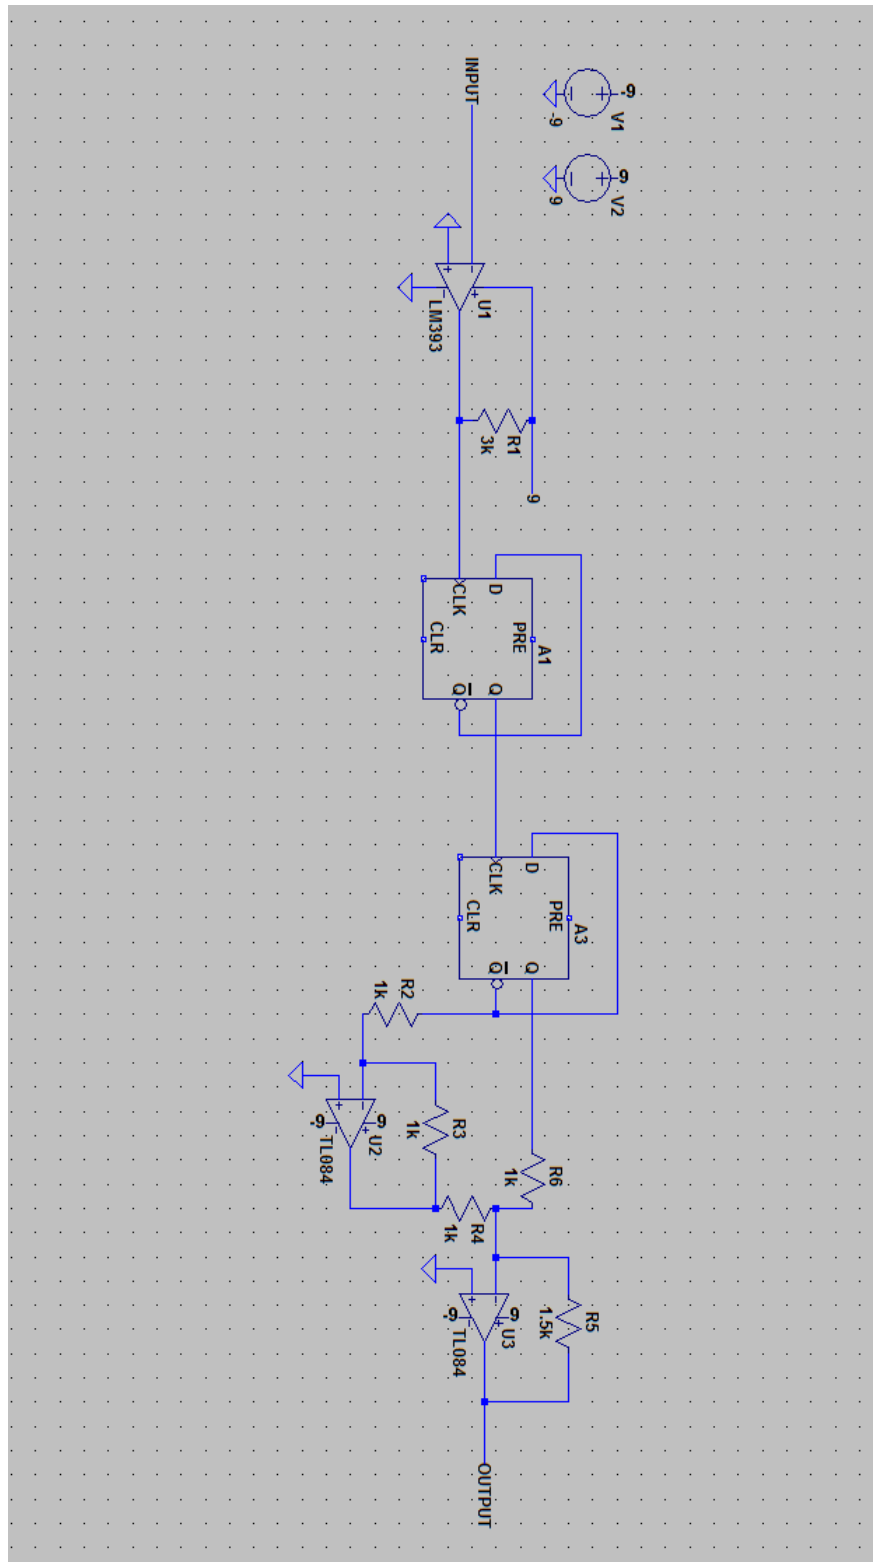 INPUT
-9
V1
-9
9
V2
9
+
-
-
+
U1
LM393
R1
3k
9
D
CLK
PRE
CLR
A1
Q
Q
D
CLK
PRE
CLR
A3
Q
Q
R2
1k
R3
1k
+
-
9
-9
U2
TL084
R6
1k
R4
1k
+
-
9
-9
U3
TL084
R5
1.5k
OUTPUT